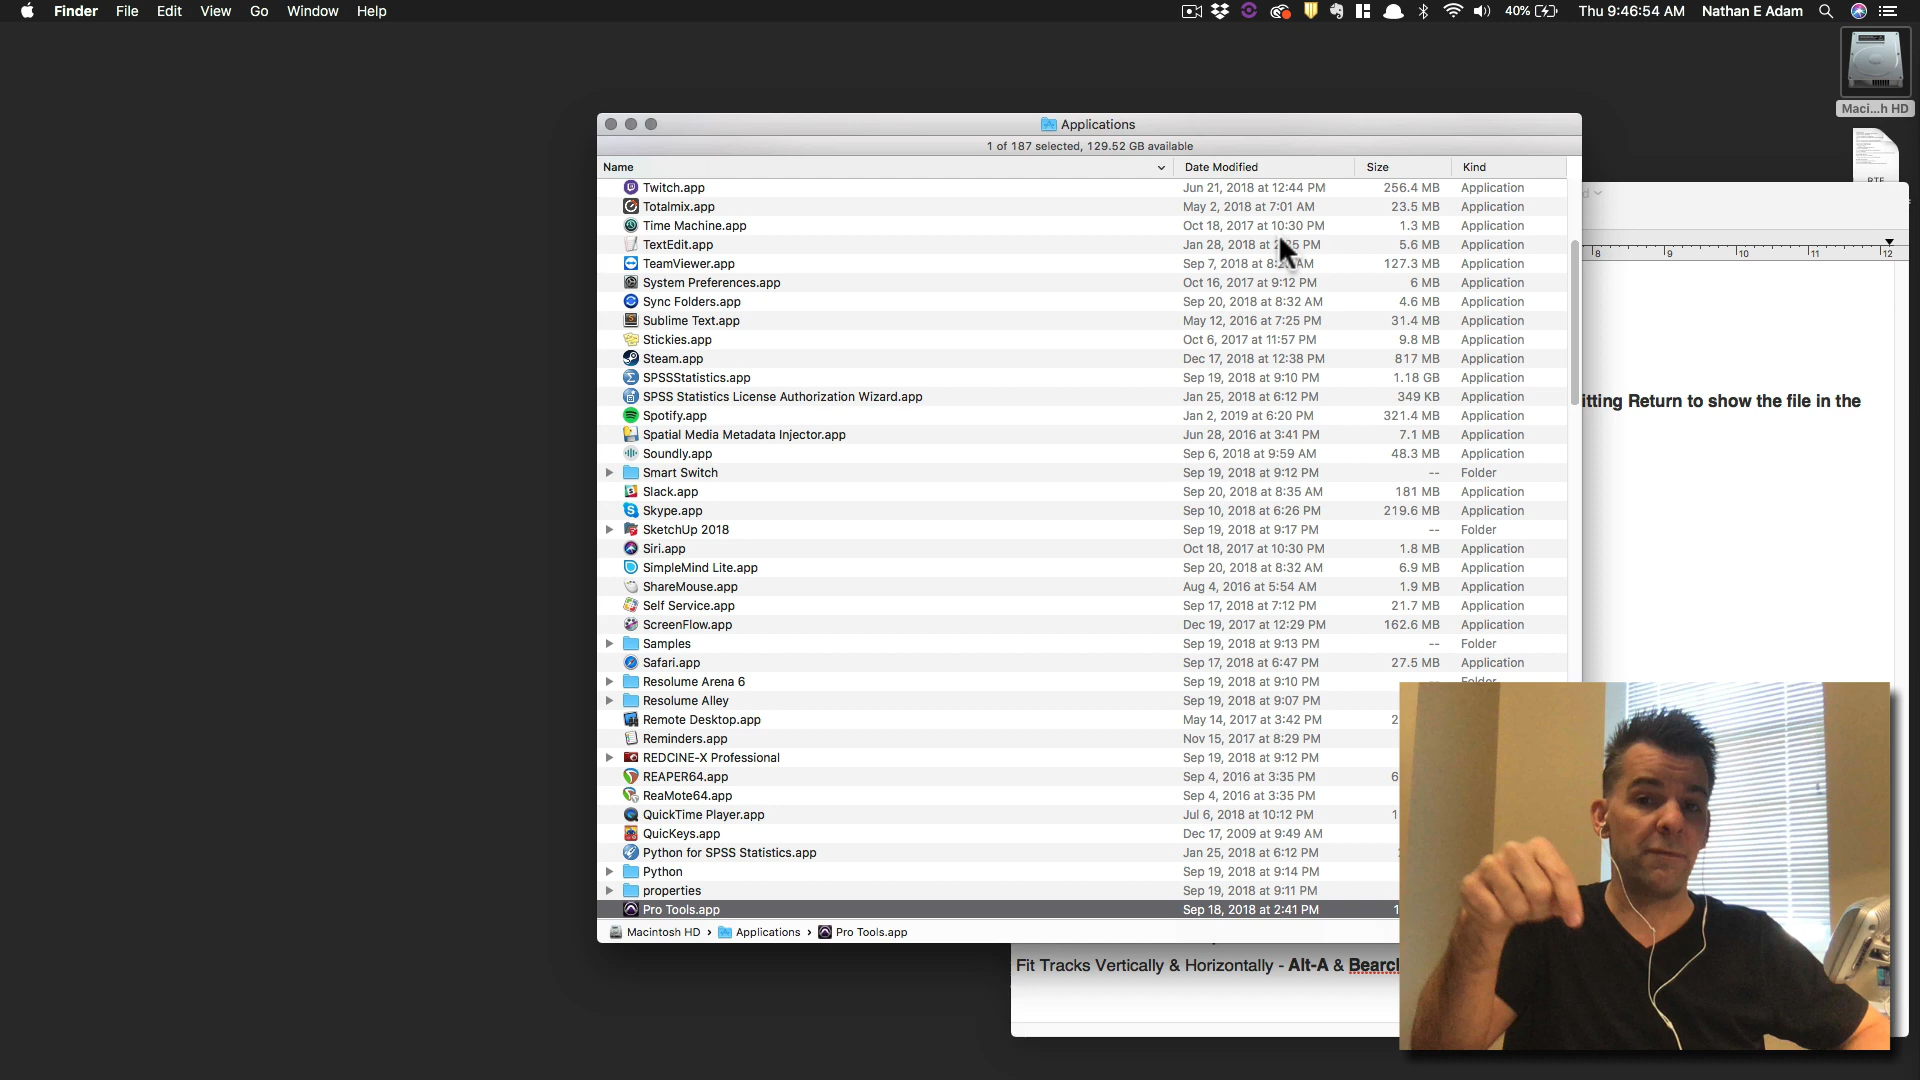 Finder File Edit View Go Window Help 40% Thu 9:46:54 AM Nathan E Adam
Maci...h HD
Applications
1 of 187 selected, 129.52 GB available
Name Date Modified Size Kind
Twitch.app Jun 21, 2018 at 12:44 PM 256.4 MB Application
Totalmix.app May 2, 2018 at 7:01 AM 23.5 MB Application
Time Machine.app Oct 18, 2017 at 10:30 PM 1.3 MB Application
TextEdit.app Jan 28, 2018 at PM 5.6 MB Application
TeamViewer.app Sep 7, 2018 at AM 127.3 MB Application
System Preferences.app Oct 16, 2017 at 9:12 PM 6 MB Application
Sync Folders.app Sep 20, 2018 at 8:32 AM 4.6 MB Application
Sublime Text.app May 12, 2016 at 7:25 PM 31.4 MB Application
Stickies.app Oct 6, 2017 at 11:57 PM 9.8 MB Application
Steam.app Dec 17, 2018 at 12:38 PM 817 MB Application
SPSSStatistics.app Sep 19, 2018 at 9:10 PM 1.18 GB Application
SPSS Statistics License Authorization Wizard.app Jan 25, 2018 at 6:12 PM 349 KB Application
Spotify.app Jan 2, 2019 at 6:20 PM 321.4 MB Application
Spatial Media Metadata Injector.app Jun 28, 2016 at 3:41 PM 7.1 MB Application
Soundly.app Sep 6, 2018 at 9:59 AM 48.3 MB Application
Smart Switch Sep 19, 2018 at 9:12 PM -- Folder
Slack.app Sep 20, 2018 at 8:35 AM 181 MB Application
Skype.app Sep 10, 2018 at 6:26 PM 219.6 MB Application
SketchUp 2018 Sep 19, 2018 at 9:17 PM -- Folder
Siri.app Oct 18, 2017 at 10:30 PM 1.8 MB Application
SimpleMind Lite.app Sep 20, 2018 at 8:32 AM 6.9 MB Application
ShareMouse.app Aug 4, 2016 at 5:54 AM 1.9 MB Application
Self Service.app Sep 17, 2018 at 7:12 PM 21.7 MB Application
ScreenFlow.app Dec 19, 2017 at 12:29 PM 162.6 MB Application
Samples Sep 19, 2018 at 9:13 PM -- Folder
Safari.app Sep 17, 2018 at 6:47 PM 27.5 MB Application
Resolume Arena 6 Sep 19, 2018 at 9:10 PM -- Folder
Resolume Alley Sep 19, 2018 at 9:07 PM
Remote Desktop.app May 14, 2017 at 3:42 PM 2
Reminders.app Nov 15, 2017 at 8:29 PM
REDCINE-X Professional Sep 19, 2018 at 9:12 PM
REAPER64.app Sep 4, 2016 at 3:35 PM 6
ReaMote64.app Sep 4, 2016 at 3:35 PM
QuickTime Player.app Jul 6, 2018 at 10:12 PM 1
QuicKeys.app Dec 17, 2009 at 9:49 AM
Python for SPSS Statistics.app Jan 25, 2018 at 6:12 PM
Python Sep 19, 2018 at 9:14 PM
properties Sep 19, 2018 at 9:11 PM
Pro Tools.app Sep 18, 2018 at 2:41 PM 1
Macintosh HD › Applications › Pro Tools.app
8 9 10 11 12
itting Return to show the file in the
Fit Tracks Vertically & Horizontally - Alt-A & Bearcl